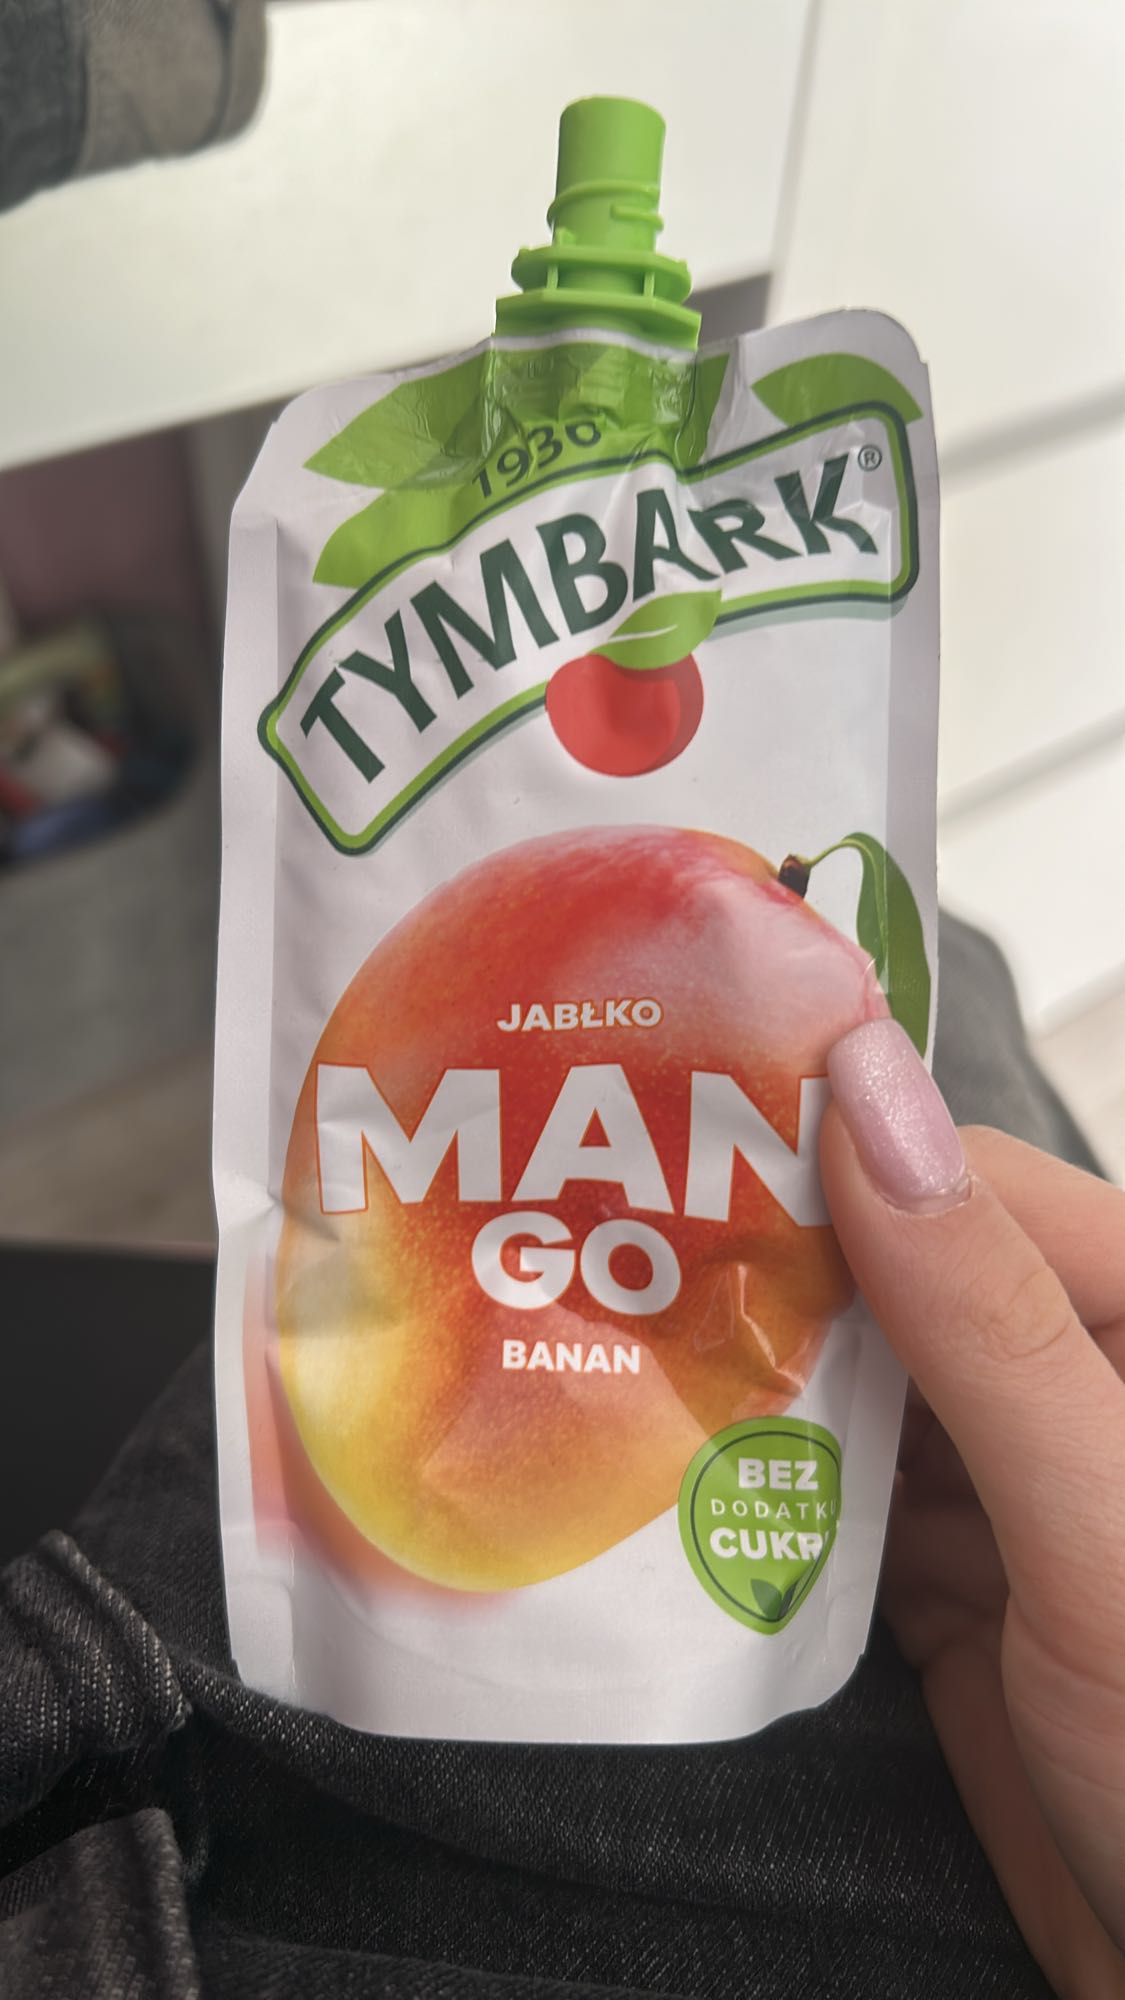 1936
TYMBARK®
JABŁKO
MAN
GO
BANAN
BEZ
DODATKU
CUKR